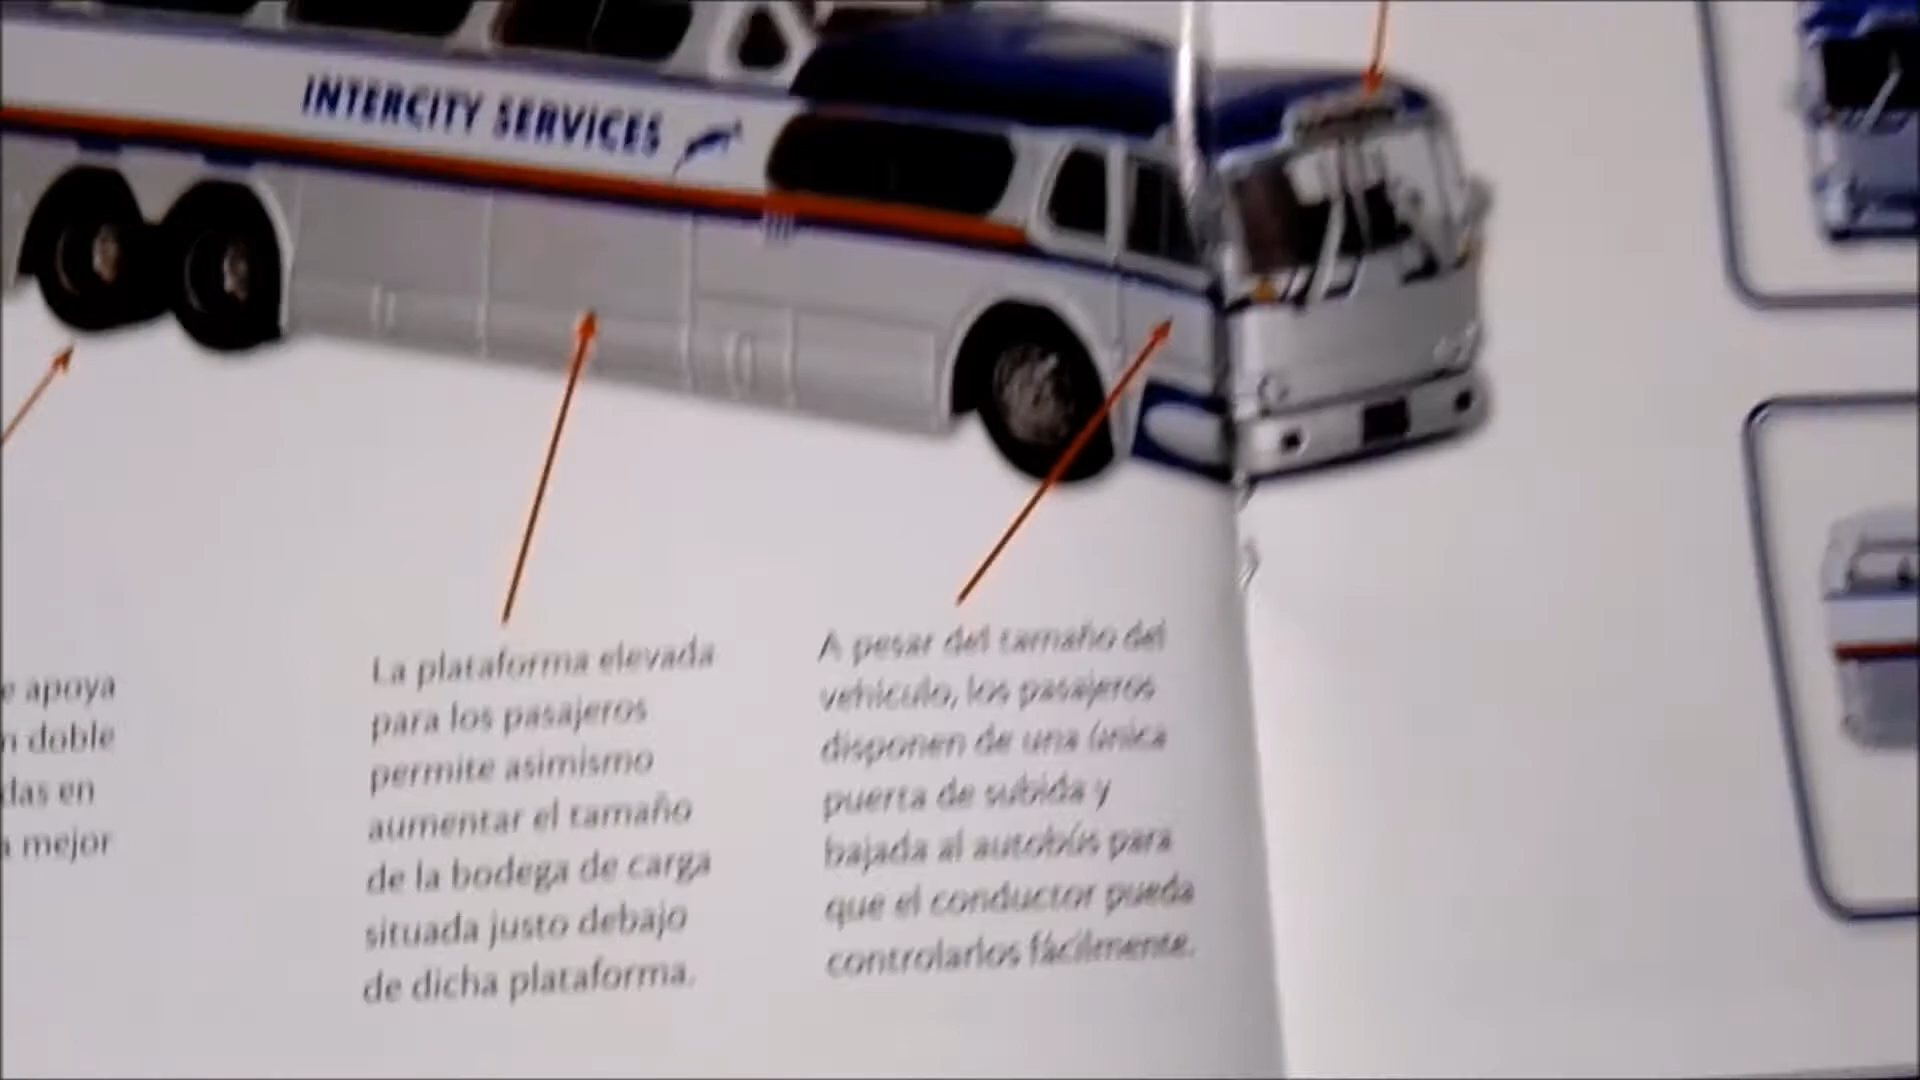 INTERCITY SERVICES
e apoya
n doble
das en
a mejor
La plataforma elevada
para los pasajeros
permite asimismo
aumentar el tamaño
de la bodega de carga
situada justo debajo
de dicha plataforma.
A pesar del tamaño del
vehículo, los pasajeros
disponen de una única
puerta de subida y
bajada al autobús para
que el conductor pueda
controlarlos fácilmente.